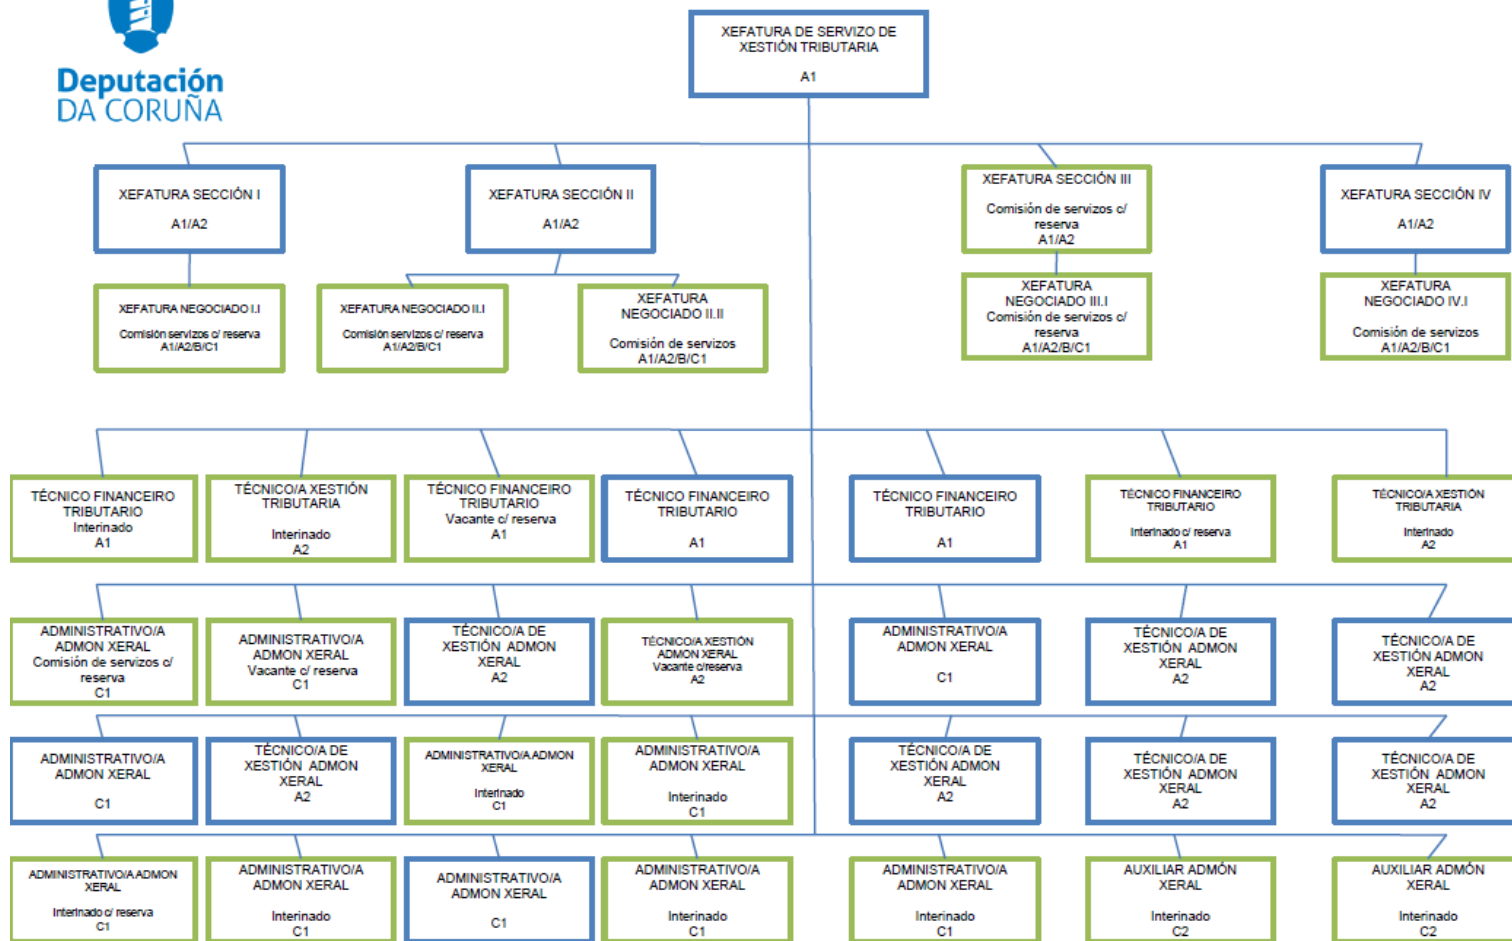 Deputación
DA CORUÑA
XEFATURA DE SERVIZO DE
XESTIÓN TRIBUTARIA
A1
XEFATURA SECCIÓN I
A1/A2
XEFATURA SECCIÓN II
A1/A2
XEFATURA SECCIÓN III
Comisión de servizos c/
reserva
A1/A2
XEFATURA SECCIÓN IV
A1/A2
XEFATURA NEGOCIADO I.I
Comisión servizos c/ reserva
A1/A2/B/C1
XEFATURA NEGOCIADO II.I
Comisión servizos c/ reserva
A1/A2/B/C1
XEFATURA
NEGOCIADO II.II
Comisión de servizos
A1/A2/B/C1
XEFATURA
NEGOCIADO III.I
Comisión de servizos c/
reserva
A1/A2/B/C1
XEFATURA
NEGOCIADO IV.I
Comisión de servizos
A1/A2/B/C1
TÉCNICO FINANCEIRO
TRIBUTARIO
Interinado
A1
TÉCNICO/A XESTIÓN
TRIBUTARIA
Interinado
A2
TÉCNICO FINANCEIRO
TRIBUTARIO
Vacante c/ reserva
A1
TÉCNICO FINANCEIRO
TRIBUTARIO
A1
TÉCNICO FINANCEIRO
TRIBUTARIO
A1
TÉCNICO FINANCEIRO
TRIBUTARIO
Interinado c/ reserva
A1
TÉCNICO/A XESTIÓN
TRIBUTARIA
Interinado
A2
ADMINISTRATIVO/A
ADMON XERAL
Comisión de servizos c/
reserva
C1
ADMINISTRATIVO/A
ADMON XERAL
Vacante c/ reserva
C1
TÉCNICO/A DE
XESTIÓN ADMON
XERAL
A2
TÉCNICO/A XESTIÓN
ADMON XERAL
Vacante c/reserva
A2
ADMINISTRATIVO/A
ADMON XERAL
C1
TÉCNICO/A DE
XESTIÓN ADMON
XERAL
A2
TÉCNICO/A DE
XESTIÓN ADMON
XERAL
A2
ADMINISTRATIVO/A
ADMON XERAL
C1
TÉCNICO/A DE
XESTIÓN ADMON
XERAL
A2
ADMINISTRATIVO/A ADMON
XERAL
Interinado
C1
ADMINISTRATIVO/A
ADMON XERAL
Interinado
C1
TÉCNICO/A DE
XESTIÓN ADMON
XERAL
A2
TÉCNICO/A DE
XESTIÓN ADMON
XERAL
A2
TÉCNICO/A DE
XESTIÓN ADMON
XERAL
A2
ADMINISTRATIVO/A ADMON
XERAL
Interinado c/ reserva
C1
ADMINISTRATIVO/A
ADMON XERAL
Interinado
C1
ADMINISTRATIVO/A
ADMON XERAL
C1
ADMINISTRATIVO/A
ADMON XERAL
Interinado
C1
ADMINISTRATIVO/A
ADMON XERAL
Interinado
C1
AUXILIAR ADMÓN
XERAL
Interinado
C2
AUXILIAR ADMÓN
XERAL
Interinado
C2